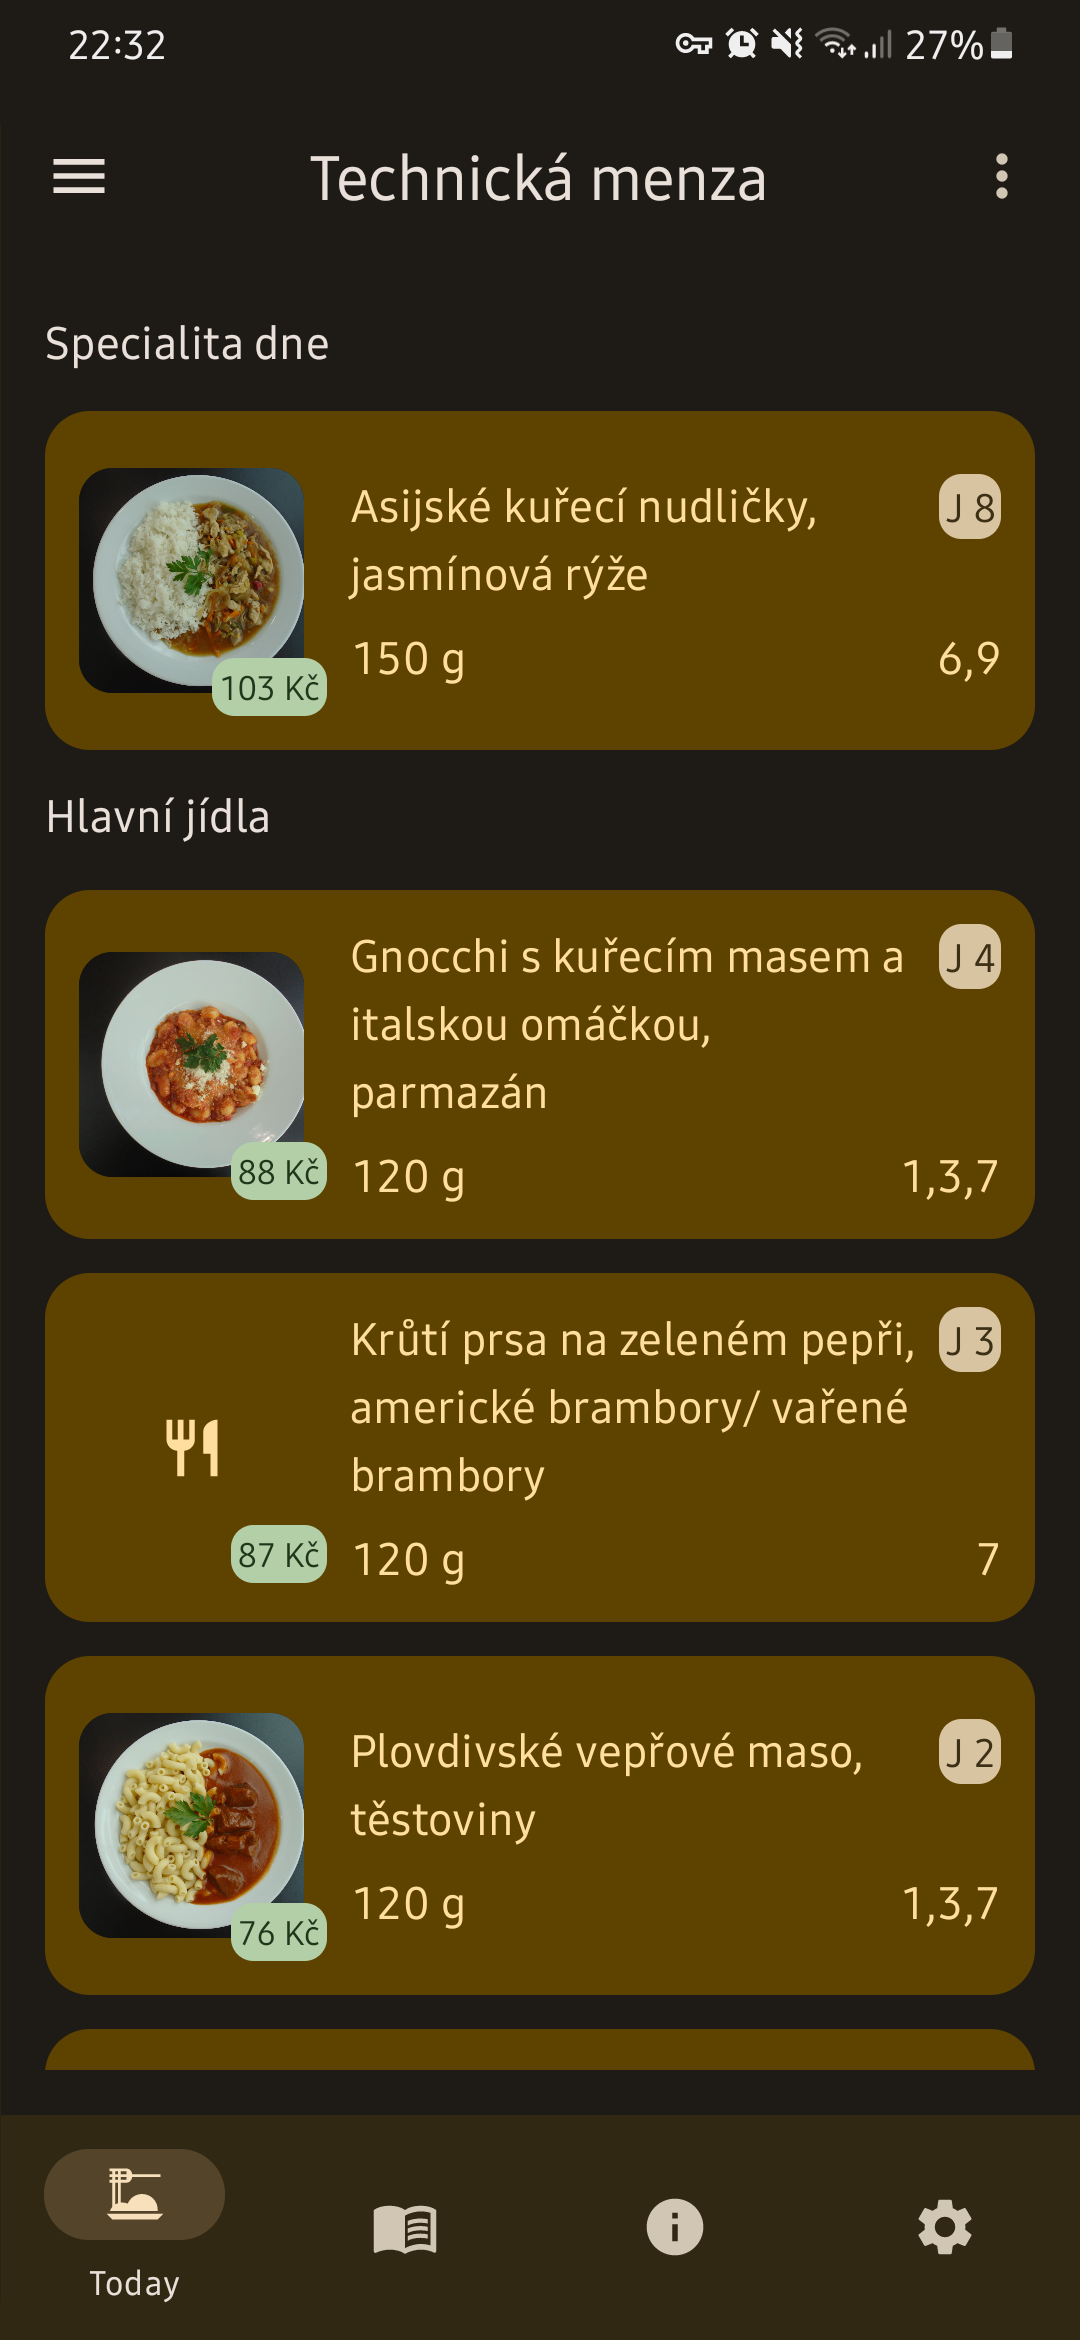 22:32
27%
Technická menza
Specialita dne
Asijské kuřecí nudličky,
J 8
jasmínová rýže
103 Kč
150 g
6,9
Hlavní jídla
Gnocchi s kuřecím masem a
J 4
italskou omáčkou,
parmazán
88 Kč
120 g
1,3,7
Krůtí prsa na zeleném pepři,
J 3
americké brambory/ vařené
brambory
87 Kč
120 g
7
Plovdivské vepřové maso,
J 2
těstoviny
76 Kč
120 g
1,3,7
Today